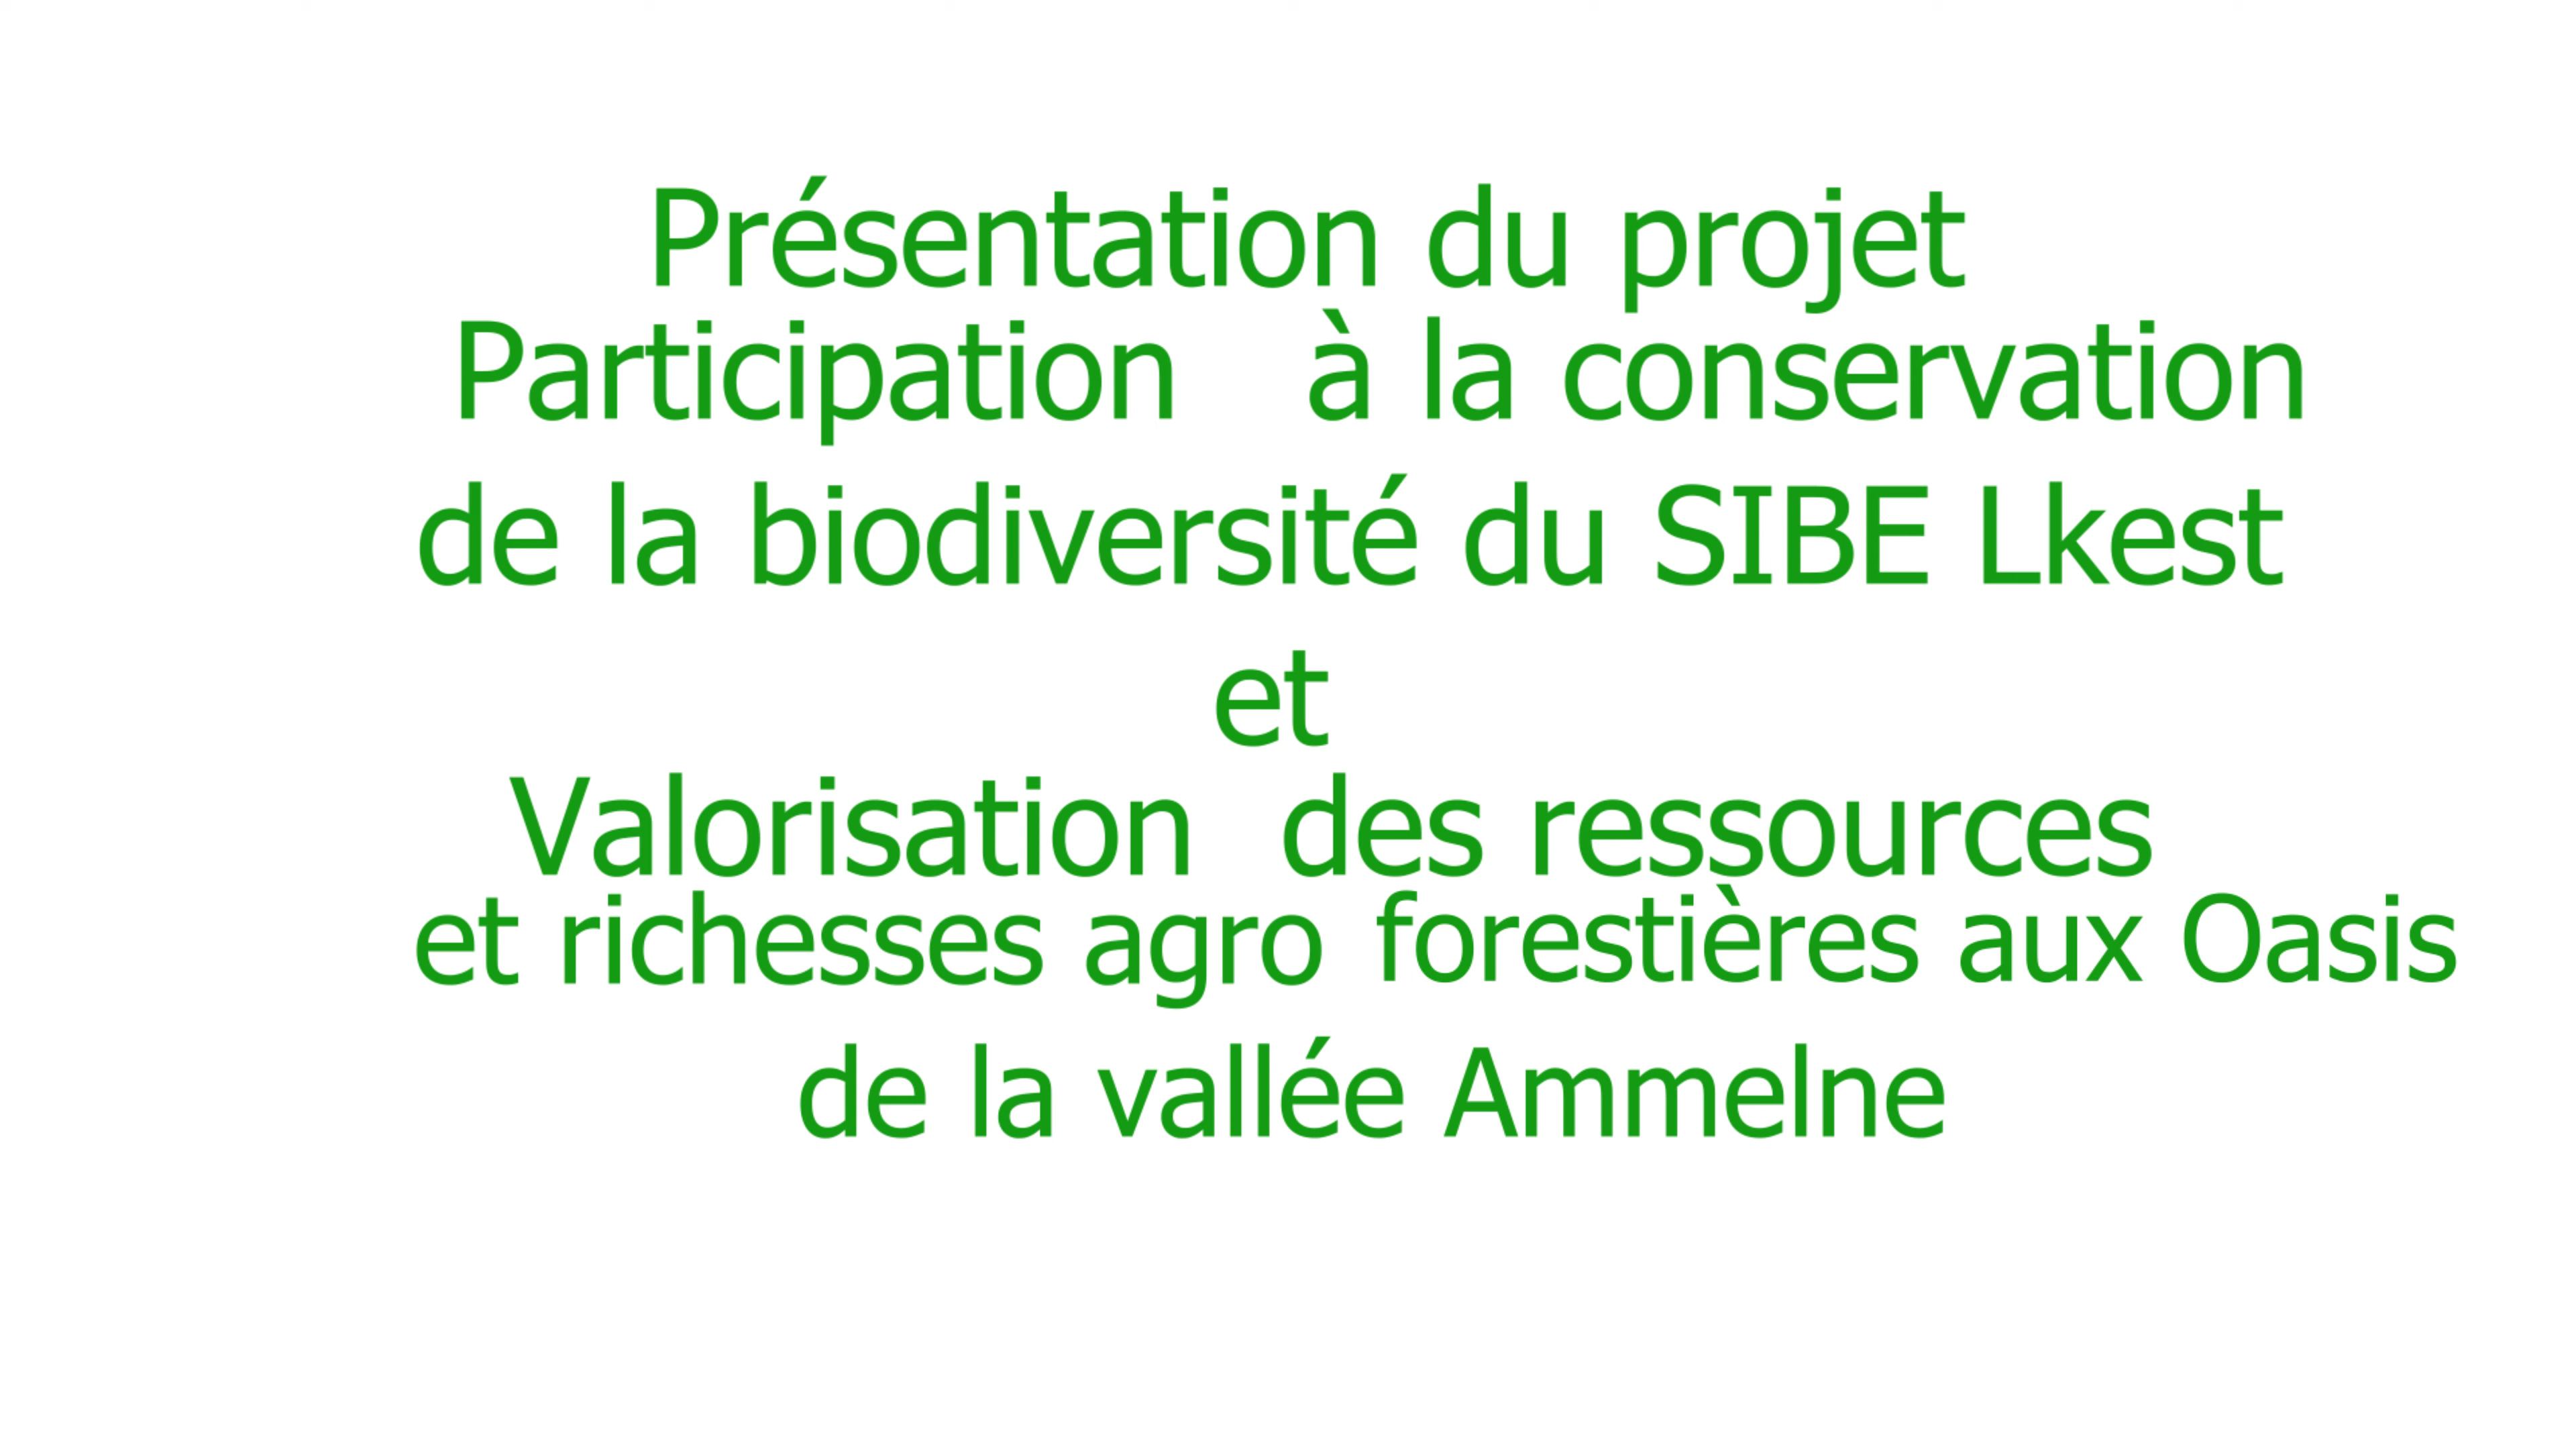 Présentation du projet
Participation à la conservation
de la biodiversité du SIBE Lkest
et
Valorisation des ressources
et richesses agro forestières aux Oasis
de la vallée Ammelne